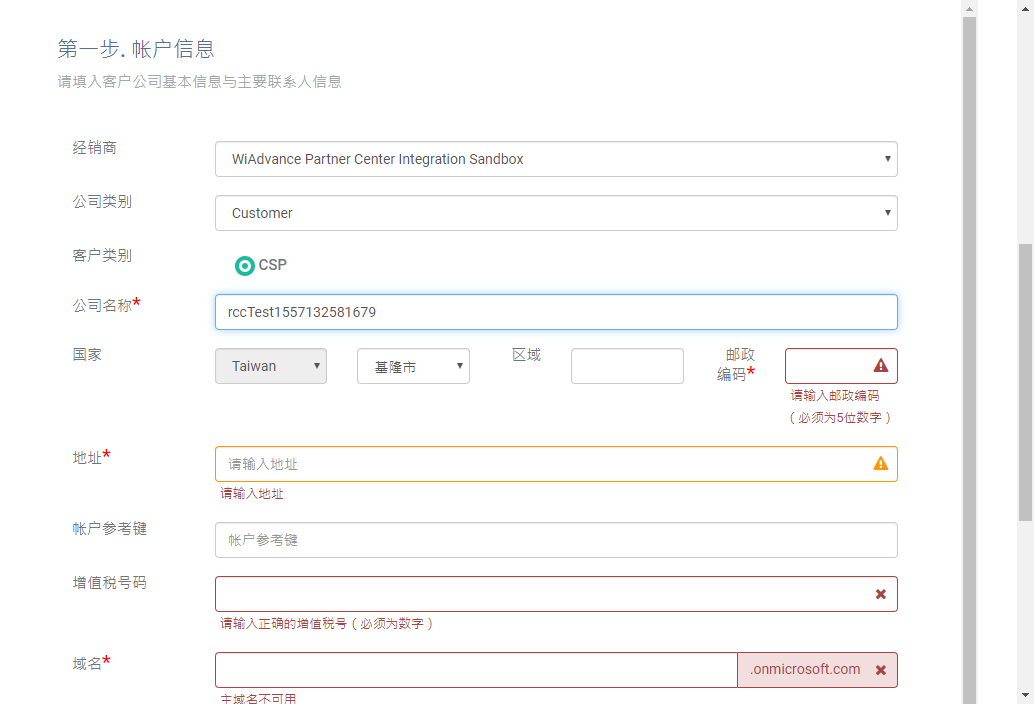 第一步. 帐户信息
请填入客户公司基本信息与主要联系人信息
经销商
WiAdvance Partner Center Integration Sandbox
公司类别
Customer
客户类别
CSP
公司名称*
rccTest1557132581679
国家
Taiwan
基隆市
区域
邮政
编码*
请输入邮政编码
（必须为5位数字）
地址*
请输入地址
请输入地址
帐户参考键
帐户参考键
增值税号码
请输入正确的增值税号（必须为数字）
域名*
.onmicrosoft.com
主域名不可用